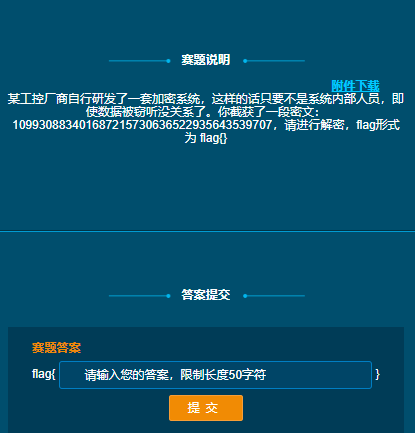 赛题说明
附件下载
某工控厂商自行研发了一套加密系统，这样的话只要不是系统内部人员，即
使数据被窃听没关系了。你截获了一段密文：
109930883401687215730636522935643539707，请进行解密，flag形式
为 flag{}
答案提交
赛题答案
flag{ 请输入您的答案，限制长度50字符 }
提 交